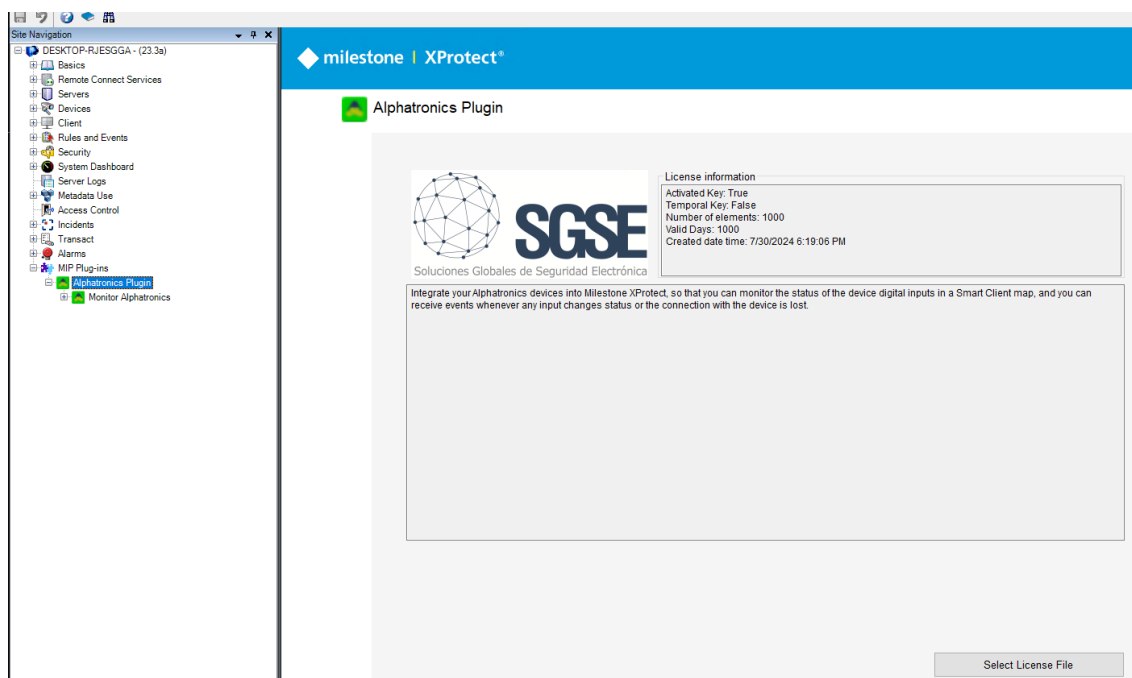 Site Navigation
DESKTOP-RJESGGA - (23.3a)
Basics
Remote Connect Services
Servers
Devices
Client
Rules and Events
Security
System Dashboard
Server Logs
Metadata Use
Access Control
Incidents
Transact
Alarms
MIP Plug-ins
Alphatronics Plugin
Monitor Alphatronics
milestone | XProtect®
Alphatronics Plugin
SGSE
Soluciones Globales de Seguridad Electrónica
License information
Activated Key: True
Temporal Key: False
Number of elements: 1000
Valid Days: 1000
Created date time: 7/30/2024 6:19:06 PM
Integrate your Alphatronics devices into Milestone XProtect, so that you can monitor the status of the device digital inputs in a Smart Client map, and you can
receive events whenever any input changes status or the connection with the device is lost.
Select License File